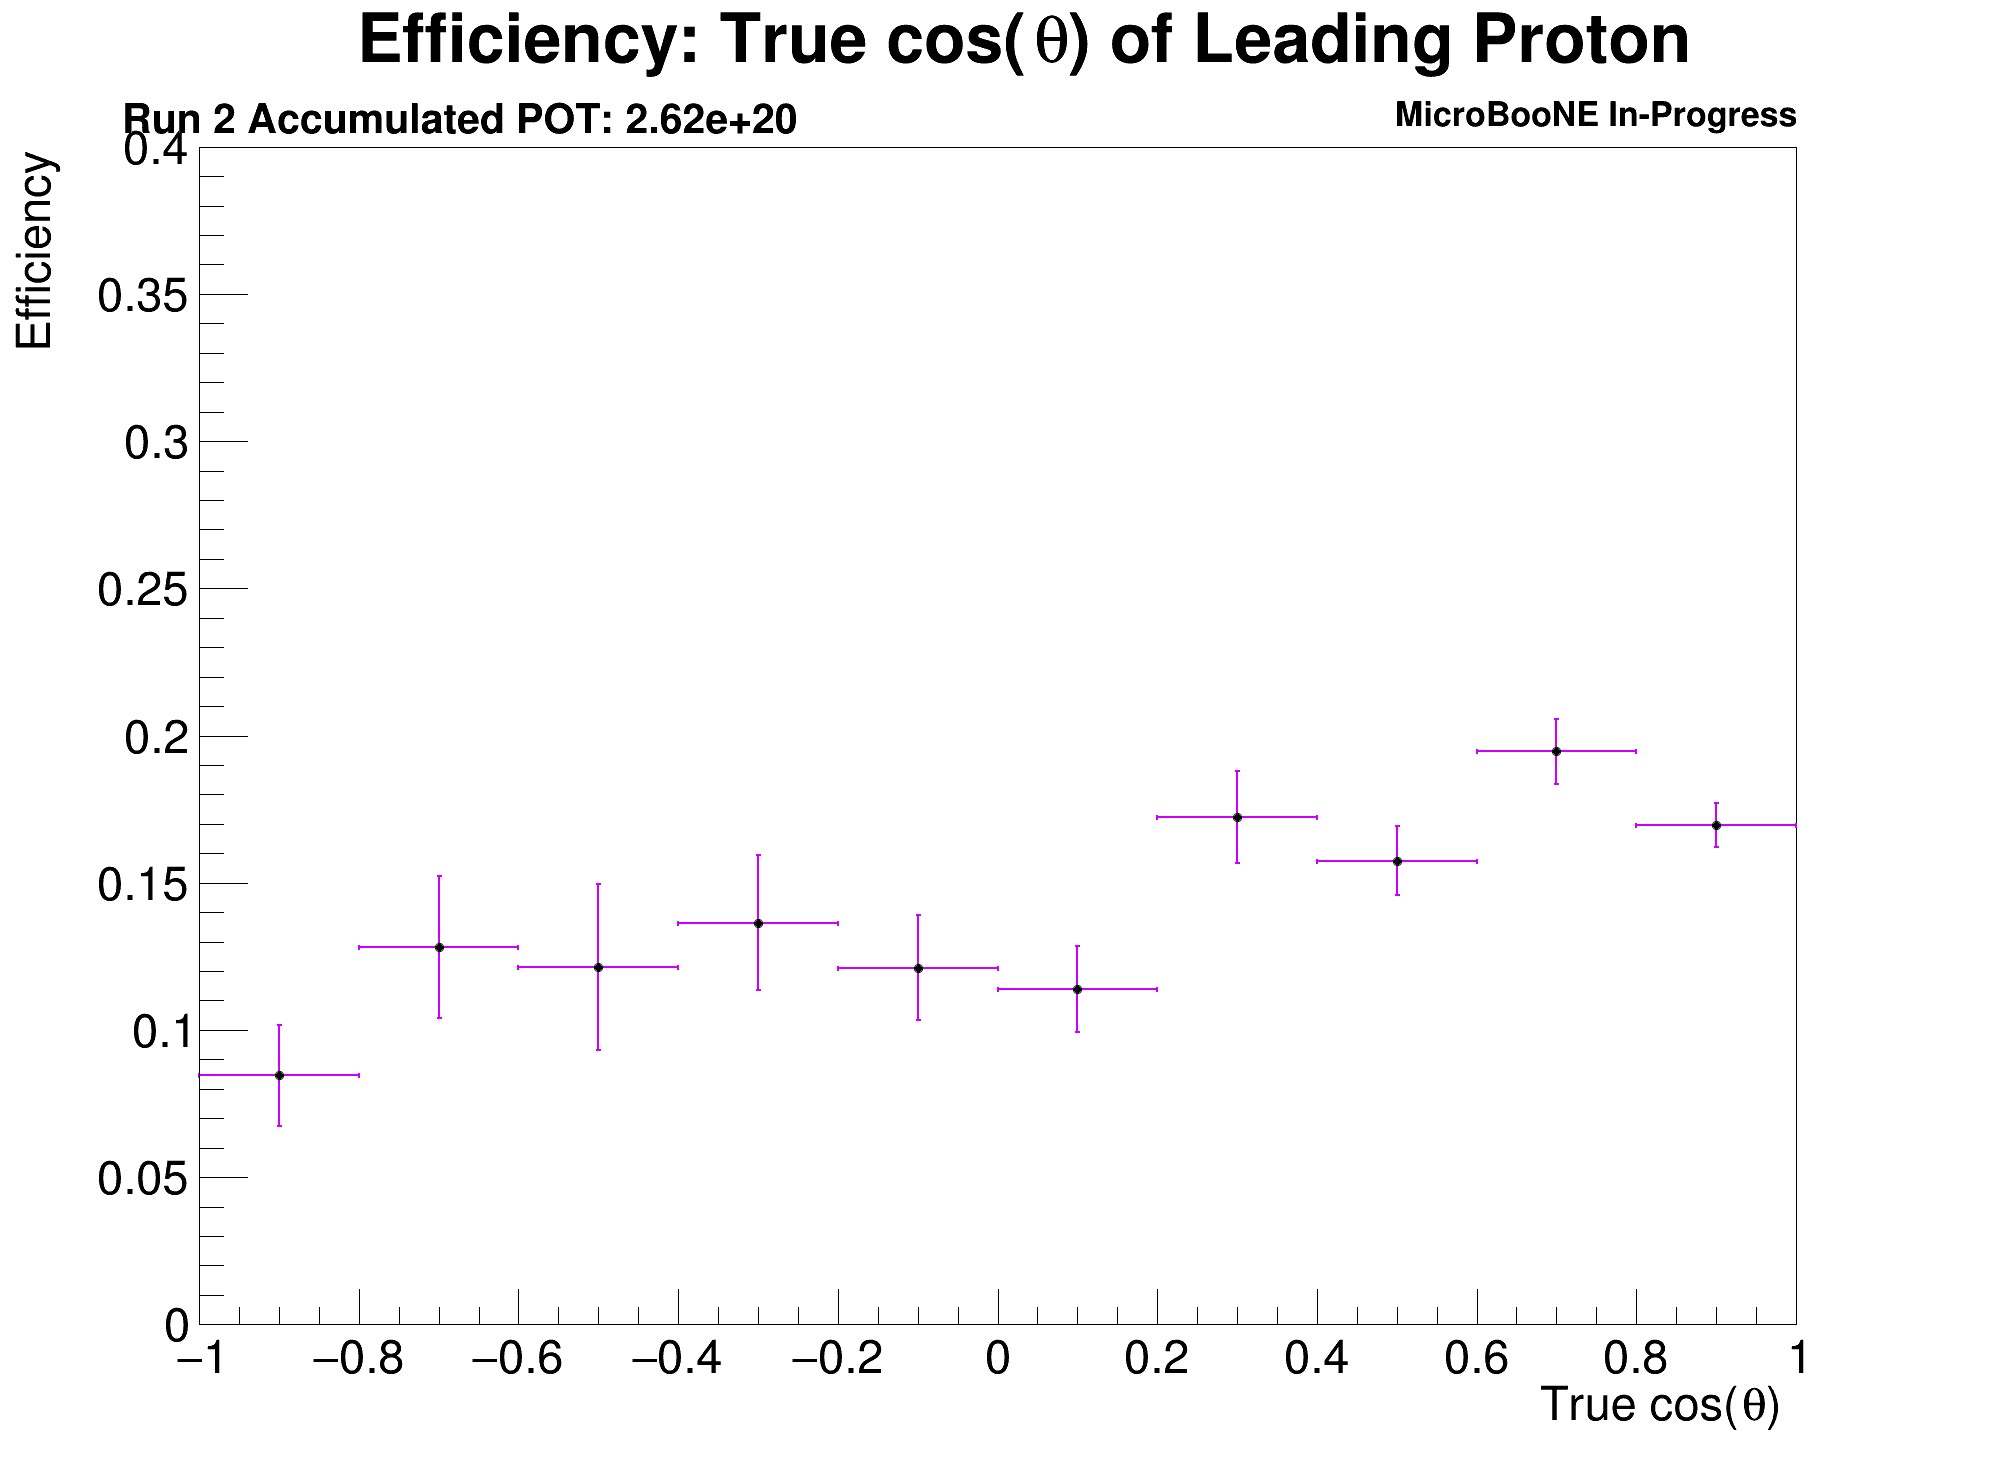 Efficiency: True cos(θ) of Leading Proton
Run 2 Accumulated POT: 2.62e+20
MicroBooNE In-Progress
Efficiency
0.4
0.35
0.3
0.25
0.2
0.15
0.1
0.05
0
−1 −0.8 −0.6 −0.4 −0.2 0 0.2 0.4 0.6 0.8 1
True cos(θ)